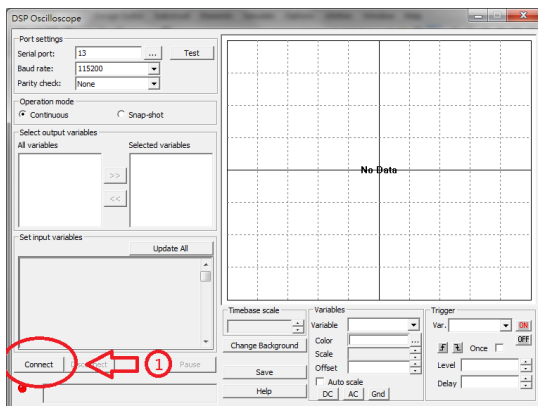 DSP Oscilloscope
Port settings
Serial port: 13 ... Test
Baud rate: 115200
Parity check: None
Operation mode
Continuous Snap-shot
Select output variables
All variables Selected variables
>>
<<
Set input variables
Update All
Connect Pause
1
No Data
Timebase scale
Change Background
Save
Help
Variables
Variable
Color ...
Scale
Offset
Auto scale
DC AC Gnd
Trigger
Var. ON
OFF
Once
Level
Delay